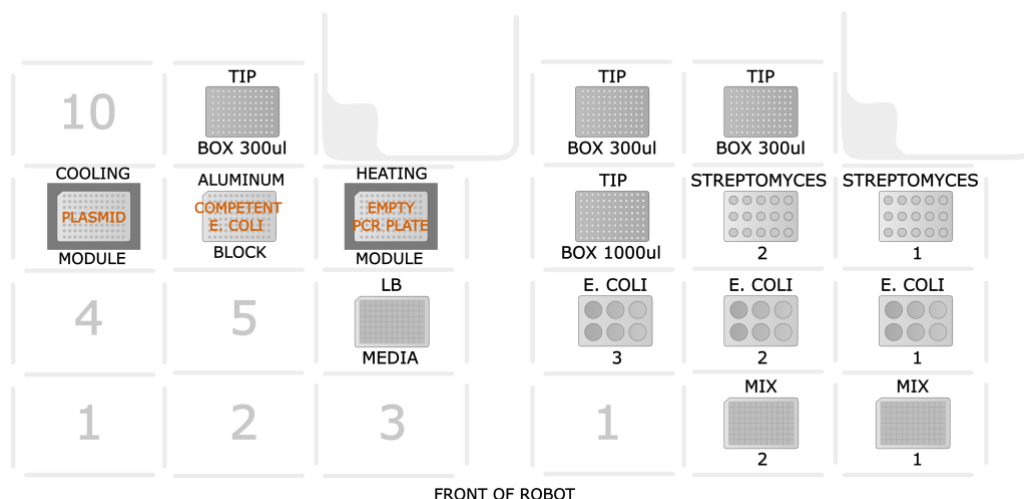 TIP
10
BOX 300ul
COOLING
PLASMID
MODULE
ALUMINUM
COMPETENT
E. COLI
BLOCK
HEATING
EMPTY
PCR PLATE
MODULE
4
5
LB
MEDIA
1
2
3
TIP
BOX 300ul
TIP
BOX 300ul
TIP
BOX 1000ul
STREPTOMYCES
2
STREPTOMYCES
1
E. COLI
3
E. COLI
2
E. COLI
1
1
MIX
2
MIX
1
FRONT OF ROBOT